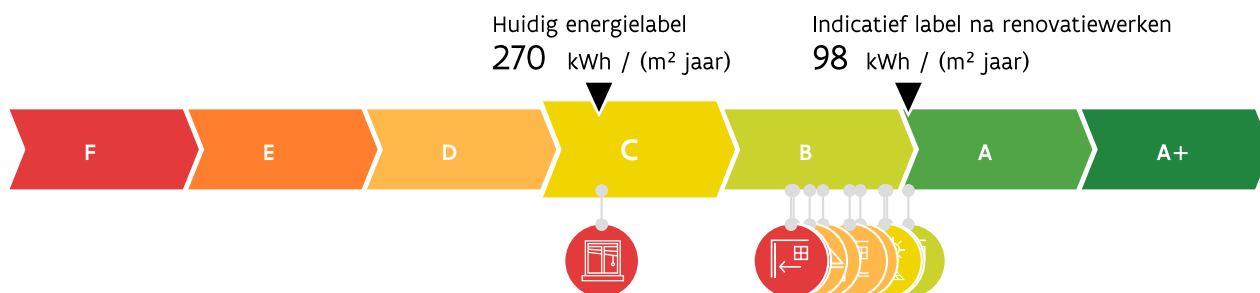 Huidig energielabel
270 kWh / (m² jaar)
Indicatief label na renovatiewerken
98 kWh / (m² jaar)
F E D C B A A+